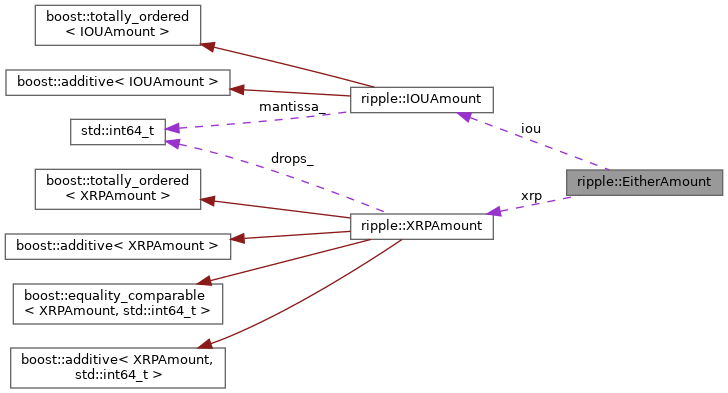 boost::totally_ordered
< IOUAmount >
boost::additive< IOUAmount >
ripple::IOUAmount
mantissa_
std::int64_t
iou
drops_
boost::totally_ordered
< XRPAmount >
ripple::EitherAmount
xrp
ripple::XRPAmount
boost::additive< XRPAmount >
boost::equality_comparable
< XRPAmount, std::int64_t >
boost::additive< XRPAmount,
std::int64_t >